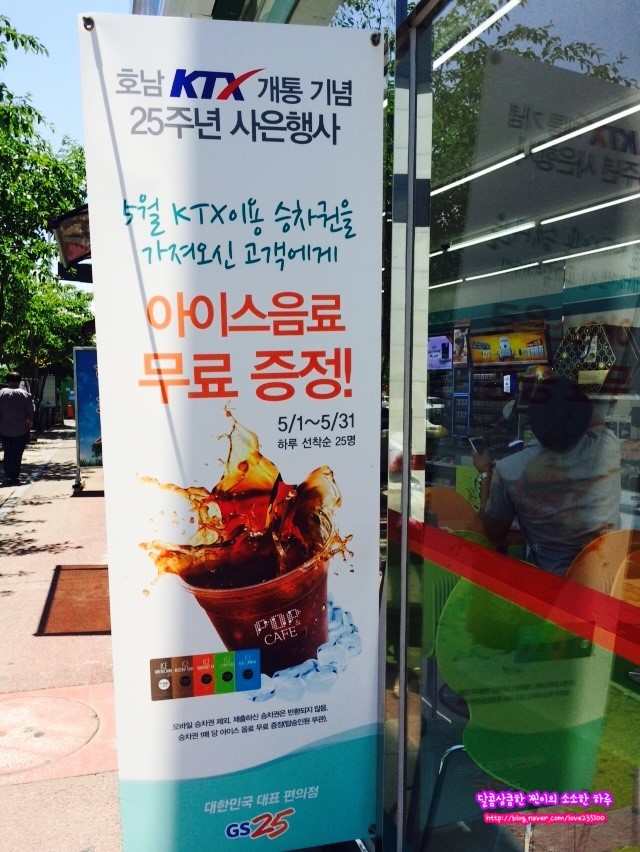 호남 KTX 개통 기념
25주년 사은행사
5월 KTX이용 승차권을
가져오신 고객에게
아이스음료
무료 증정!
5/1~5/31
하루 선착순 25명
POP
& CAFE
모바일 승차권 제외, 제출하신 승차권은 반환되지 않음.
승차권 1매 당 아이스 음료 무료 증정(탑승인원 무관).
대한민국 대표 편의점
GS25
달콤상큼한 찐이의 소소한 하루
http://blog.naver.com/love235100